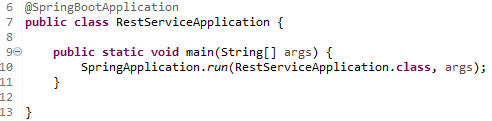 6 @SpringBootApplication
7 public class RestServiceApplication {
8
9     public static void main(String[] args) {
10         SpringApplication.run(RestServiceApplication.class, args);
11     }
12
13 }